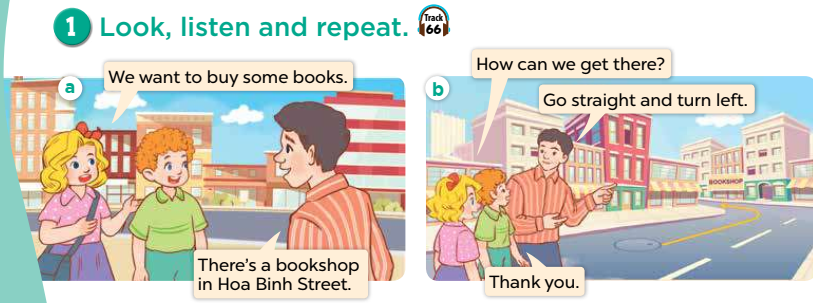 1 Look, listen and repeat. Track 66
a
We want to buy some books.
There's a bookshop
in Hoa Binh Street.
b
How can we get there?
Go straight and turn left.
BOOKSHOP
Thank you.